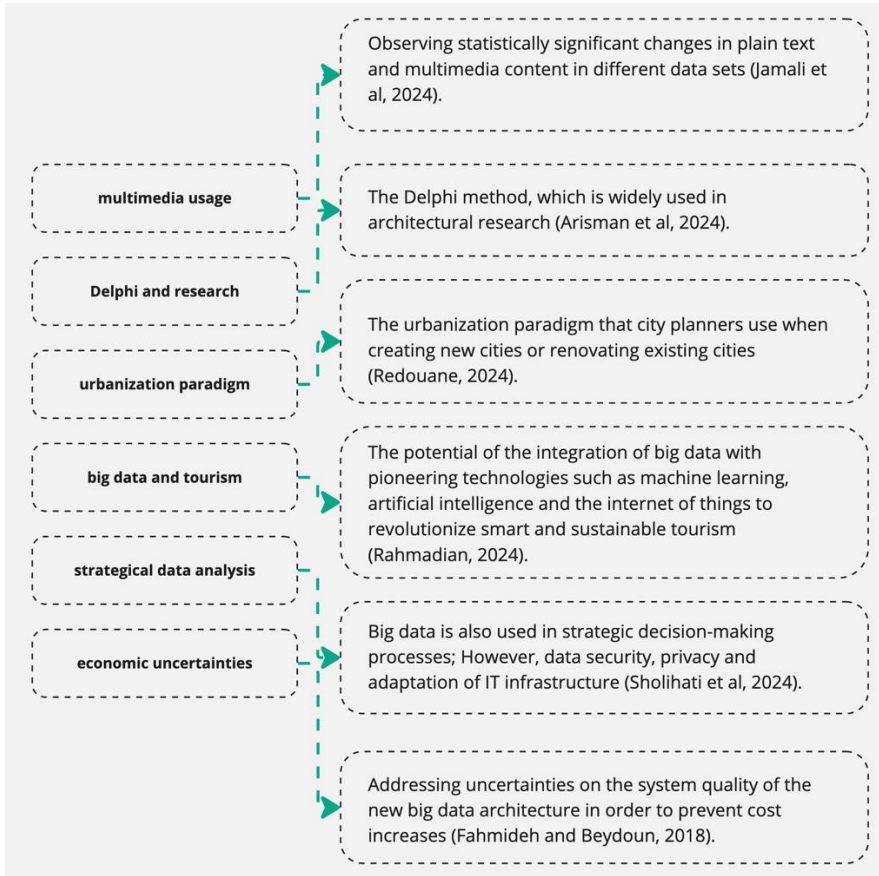 multimedia usage
Delphi and research
urbanization paradigm
big data and tourism
strategical data analysis
economic uncertainties
Observing statistically significant changes in plain text
and multimedia content in different data sets (Jamali et
al, 2024).
The Delphi method, which is widely used in
architectural research (Arisman et al, 2024).
The urbanization paradigm that city planners use when
creating new cities or renovating existing cities
(Redouane, 2024).
The potential of the integration of big data with
pioneering technologies such as machine learning,
artificial intelligence and the internet of things to
revolutionize smart and sustainable tourism
(Rahmadian, 2024).
Big data is also used in strategic decision-making
processes; However, data security, privacy and
adaptation of IT infrastructure (Sholihati et al, 2024).
Addressing uncertainties on the system quality of the
new big data architecture in order to prevent cost
increases (Fahmideh and Beydoun, 2018).